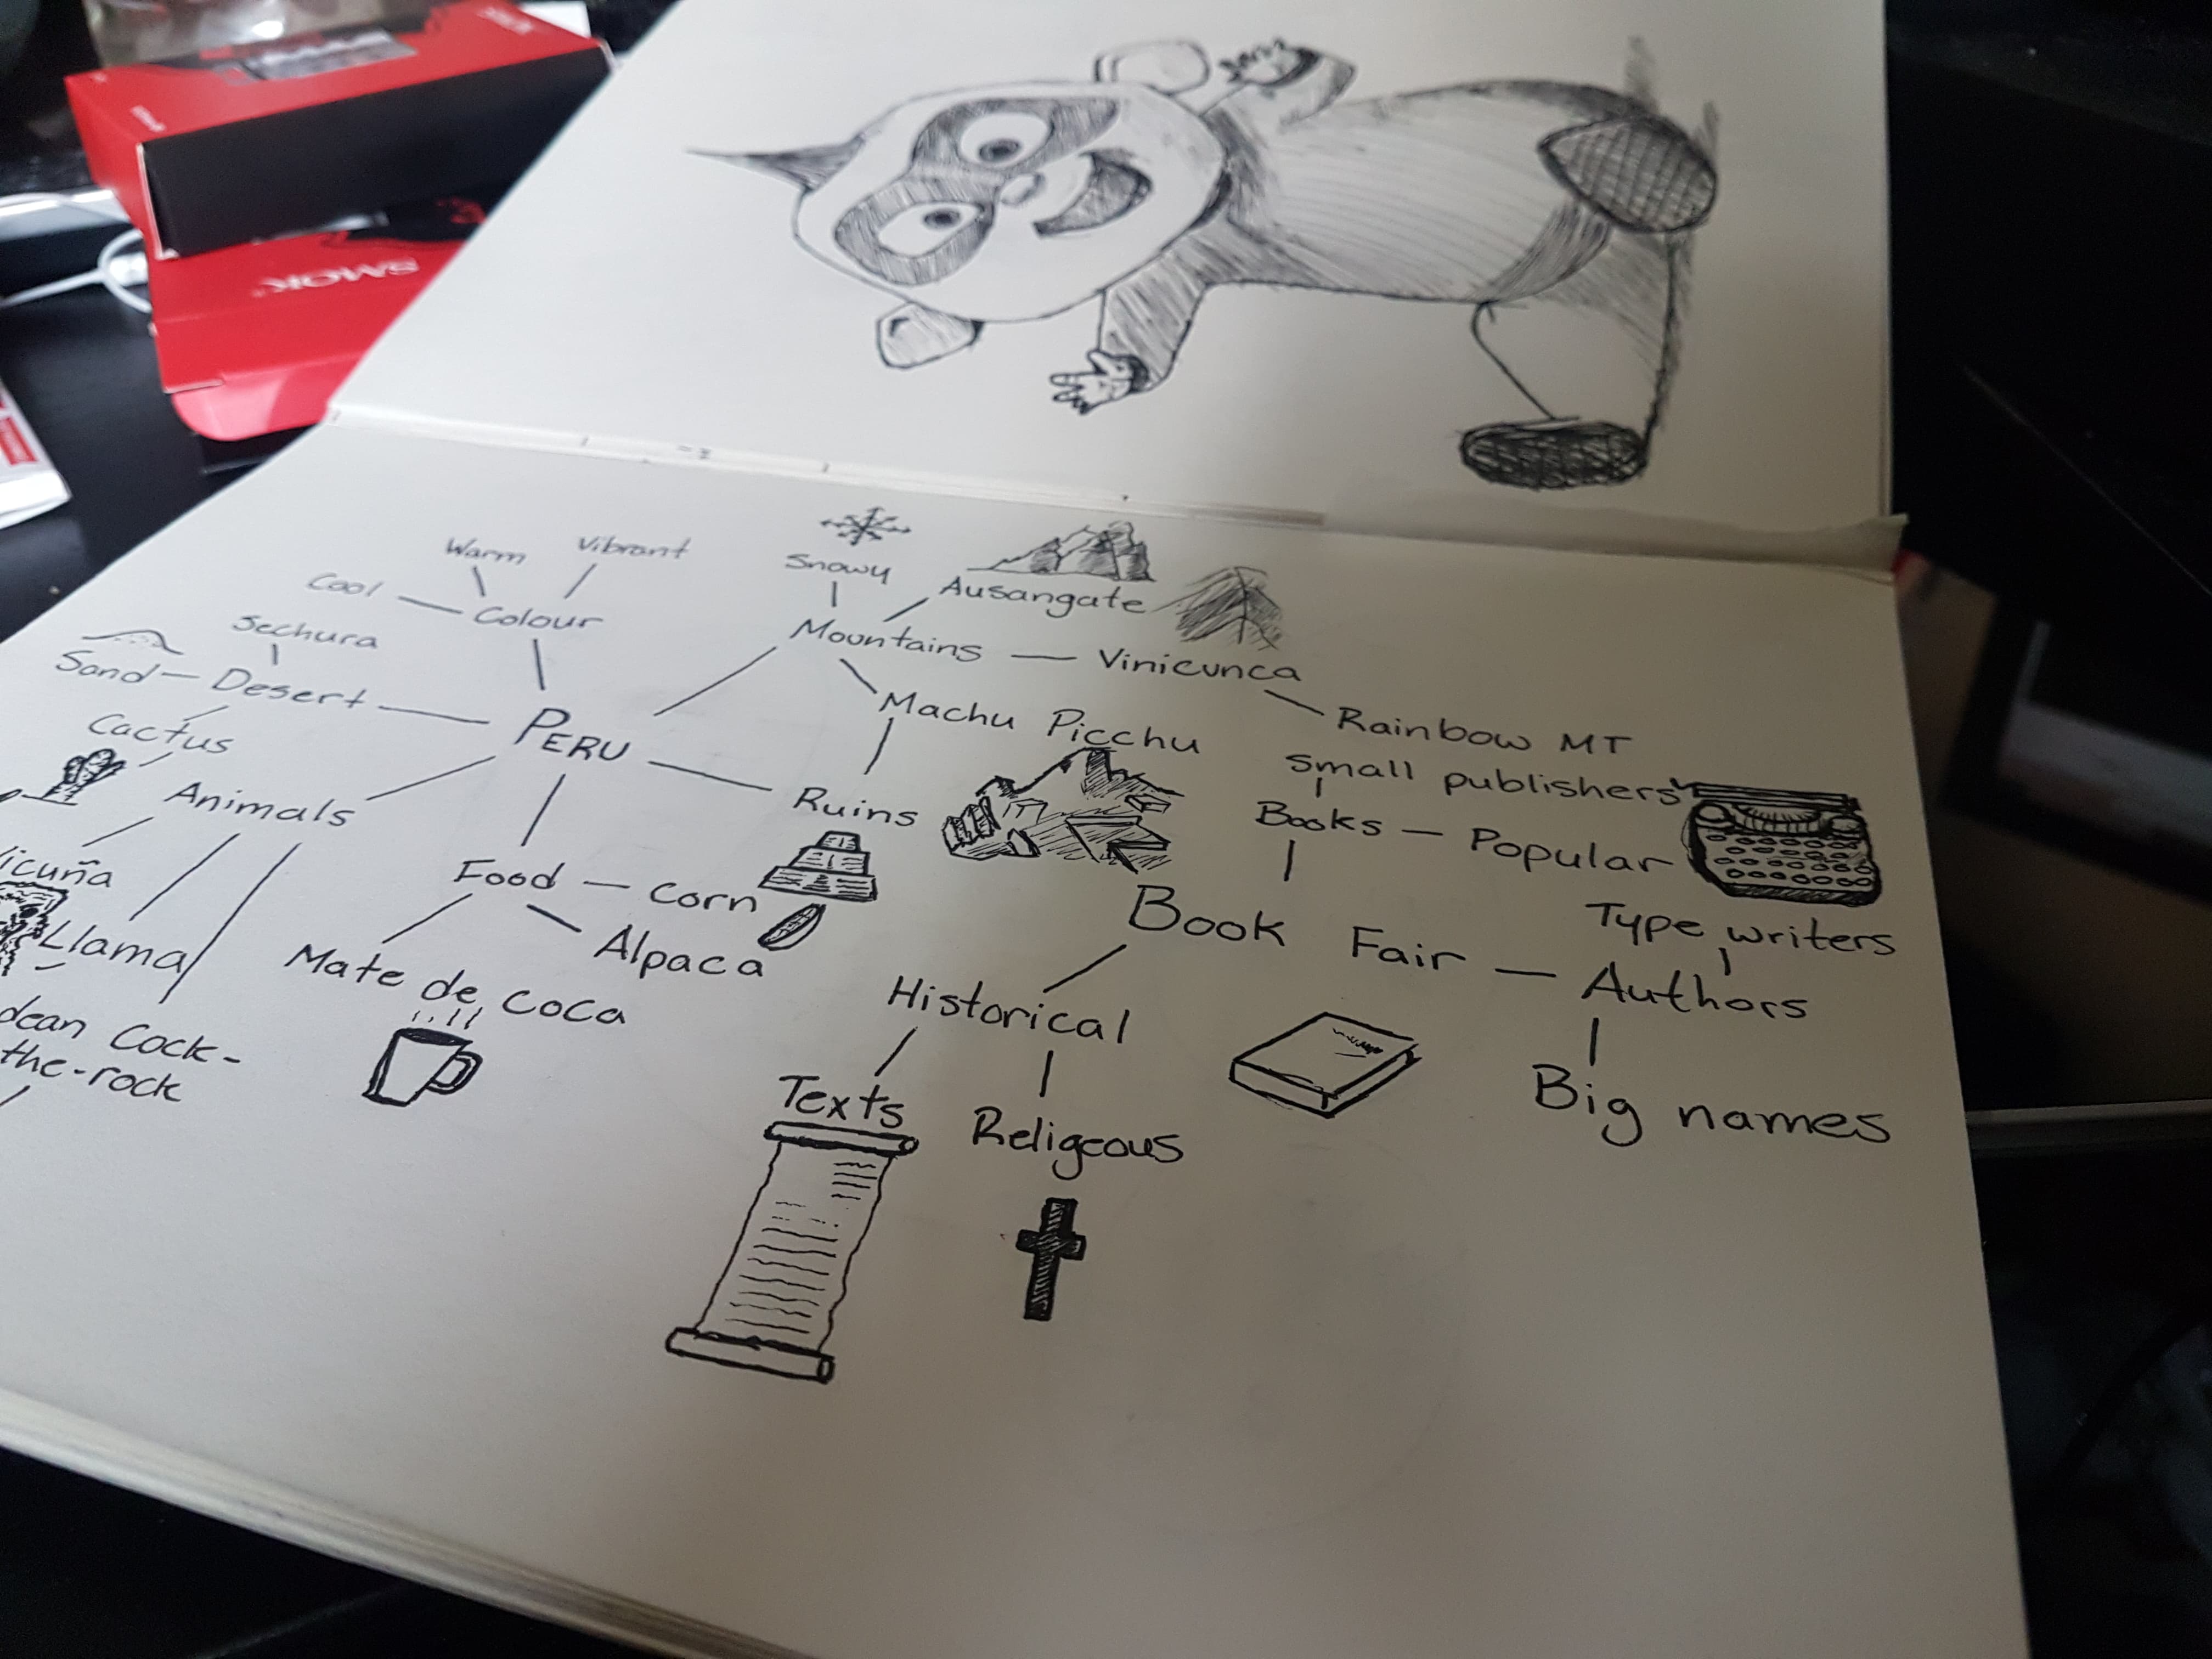 SMOK
Warm
Vibrant
Snowy
Cool
Colour
Ausangate
Sechura
Mountains — Vinicunca
Sand — Desert
Machu Picchu
Rainbow MT
Cactus
PERU
small publishers
Animals
Ruins
Books — Popular
icuña
Food — Corn
Book Fair — Authors
Type writers
Llama
Alpaca
Mate de coca
Historical
dean Cock-
the-rock
Big names
Texts
Religeous